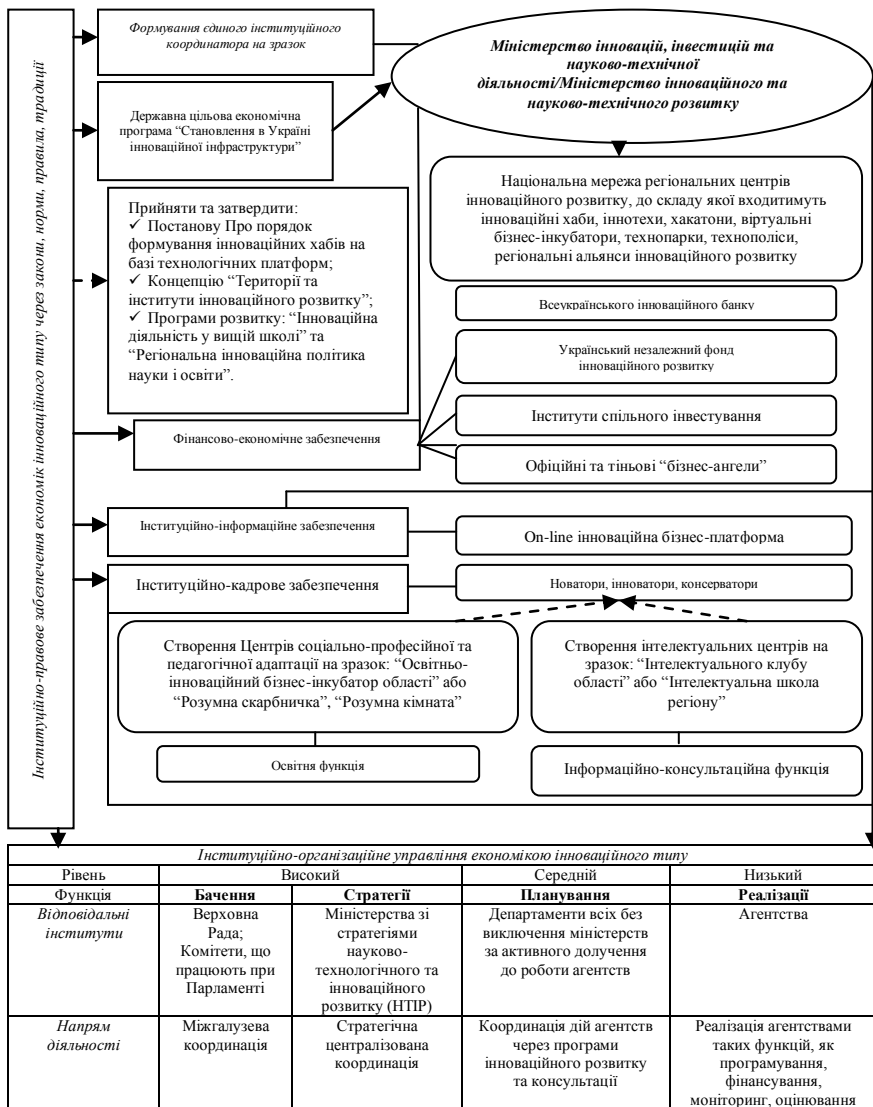 Інституційно-правове забезпечення економік інноваційного типу через закони, норми, правила, традиції
Формування єдиного інституційного
координатора на зразок
Міністерство інновацій, інвестицій та
науково-технічної
діяльності/Міністерство інноваційного та
науково-технічного розвитку
Державна цільова економічна
програма “Становлення в Україні
інноваційної інфраструктури”
Національна мережа регіональних центрів
інноваційного розвитку, до складу якої входитимуть
інноваційні хаби, іннотехи, хакатони, віртуальні
бізнес-інкубатори, технопарки, технополіси,
регіональні альянси інноваційного розвитку
Прийняти та затвердити:
✓ Постанову Про порядок
формування інноваційних хабів на
базі технологічних платформ;
✓ Концепцію “Території та
інститути інноваційного розвитку”;
✓ Програми розвитку: “Інноваційна
діяльність у вищій школі” та
“Регіональна інноваційна політика
науки і освіти”.
Всеукраїнського інноваційного банку
Український незалежний фонд
інноваційного розвитку
Інститути спільного інвестування
Офіційні та тіньові “бізнес-ангели”
Фінансово-економічне забезпечення
Інституційно-інформаційне забезпечення
On-line інноваційна бізнес-платформа
Інституційно-кадрове забезпечення
Новатори, інноватори, консерватори
Створення Центрів соціально-професійної та
педагогічної адаптації на зразок: “Освітньо-
інноваційний бізнес-інкубатор області” або
“Розумна скарбничка”, “Розумна кімната”
Створення інтелектуальних центрів на
зразок: “Інтелектуального клубу
області” або “Інтелектуальна школа
регіону”
Освітня функція
Інформаційно-консультаційна функція
Інституційно-організаційне управління економікою інноваційного типу
Рівень Високий Середній Низький
Функція Бачення Стратегії Планування Реалізації
Відповідальні
інститути
Верховна
Рада;
Комітети, що
працюють при
Парламенті
Міністерства зі
стратегіями
науково-
технологічного та
інноваційного
розвитку (НТІР)
Департаменти всіх без
виключення міністерств
за активного долучення
до роботи агентств
Агентства
Напрям
діяльності
Міжгалузева
координація
Стратегічна
централізована
координація
Координація дій агентств
через програми
інноваційного розвитку
та консультації
Реалізація агентствами
таких функцій, як
програмування,
фінансування,
моніторинг, оцінювання